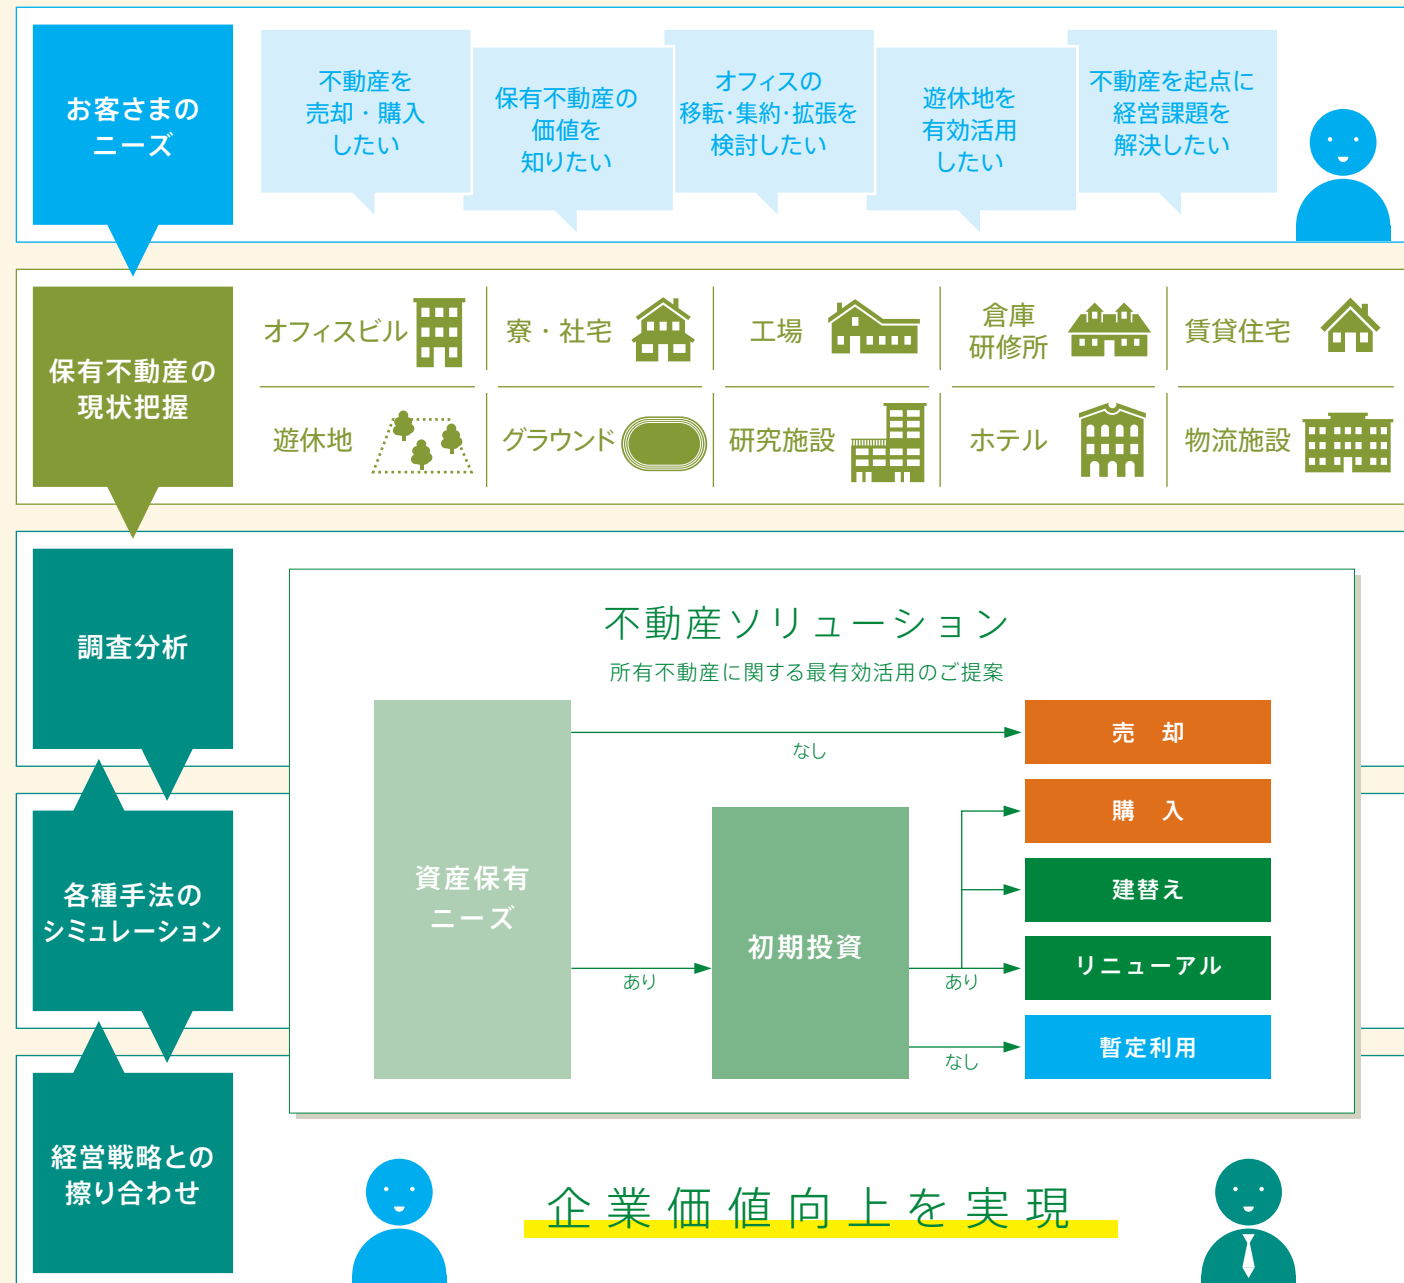 お客さまの
ニーズ
不動産を
売却・購入
したい
保有不動産の
価値を
知りたい
オフィスの
移転・集約・拡張を
検討したい
遊休地を
有効活用
したい
不動産を起点に
経営課題を
解決したい
保有不動産の
現状把握
オフィスビル
寮・社宅
工場
倉庫
研修所
賃貸住宅
遊休地
グラウンド
研究施設
ホテル
物流施設
調査分析
各種手法の
シミュレーション
経営戦略との
擦り合わせ
不動産ソリューション
所有不動産に関する最有効活用のご提案
資産保有
ニーズ
なし
あり
初期投資
あり
なし
売　却
購　入
建替え
リニューアル
暫定利用
企業価値向上を実現